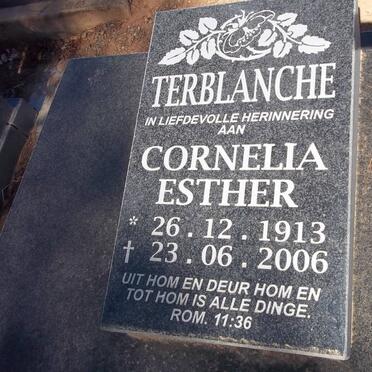 TERBLANCHE
IN LIEFDEVOLLE HERINNERING
AAN
CORNELIA
ESTHER
* 26 . 12 . 1913
† 23 . 06 . 2006
UIT HOM EN DEUR HOM EN
TOT HOM IS ALLE DINGE.
ROM. 11:36